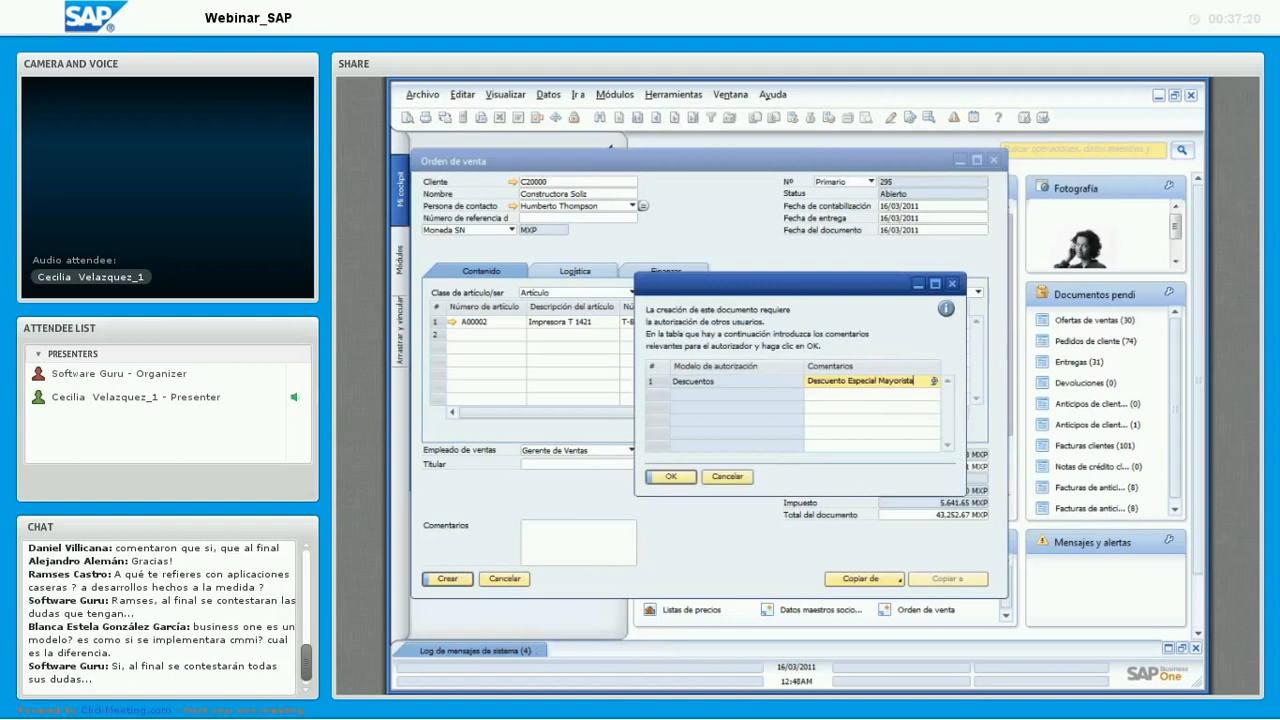 SAP
Webinar_SAP
00:37:20
CAMERA AND VOICE
Audio attendee:
Cecilia Velazquez_1
ATTENDEE LIST
PRESENTERS
Software Guru - Organizer
Cecilia Velazquez_1 - Presenter
CHAT
Daniel Villicana: comentaron que si, que al final
Alejandro Alemán: Gracias!
Ramses Castro: A qué te refieres con aplicaciones
caseras ? a desarrollos hechos a la medida ?
Software Guru: Ramses, al final se contestaran las
dudas que tengan...
Blanca Estela González García: business one es un
modelo? es como si se implementara cmmi? cual
es la diferencia.
Software Guru: Si, al final se contestarán todas
sus dudas...
SHARE
Archivo Editar Visualizar Datos Ir a Módulos Herramientas Ventana Ayuda
Mi cockpit
Módulos
Arrastrar y vincular
Orden de venta
Cliente C20000
Nombre Constructora Soliz
Persona de contacto Humberto Thompson
Número de referencia d
Moneda SN MXP
Nº Primario 295
Status Abierto
Fecha de contabilización 16/03/2011
Fecha de entrega 16/03/2011
Fecha del documento 16/03/2011
Contenido Logística
Clase de artículo/ser Artículo
# Número de artículo Descripción del artículo
1 A00002 Impresora T 1421
2
La creación de este documento requiere
la autorización de otros usuarios.
En la tabla que hay a continuación introduzca los comentarios
relevantes para el autorizador y haga clic en OK.
# Modelo de autorización Comentarios
1 Descuentos Descuento Especial Mayorista
OK Cancelar
Empleado de ventas Gerente de Ventas
Titular
Impuesto 5,641.65 MXP
Total del documento 43,252.67 MXP
Comentarios
Crear Cancelar
Copiar de Copiar a
Listas de precios Datos maestros socio... Orden de venta
Fotografía
Documentos pendi
Ofertas de ventas (30)
Pedidos de cliente (74)
Entregas (31)
Devoluciones (0)
Anticipos de client... (0)
Anticipos de client... (1)
Facturas clientes (101)
Notas de crédito cl... (0)
Facturas de antici... (8)
Facturas de antici... (8)
Mensajes y alertas
Log de mensajes de sistema (4)
16/03/2011
12:48AM
SAP Business One